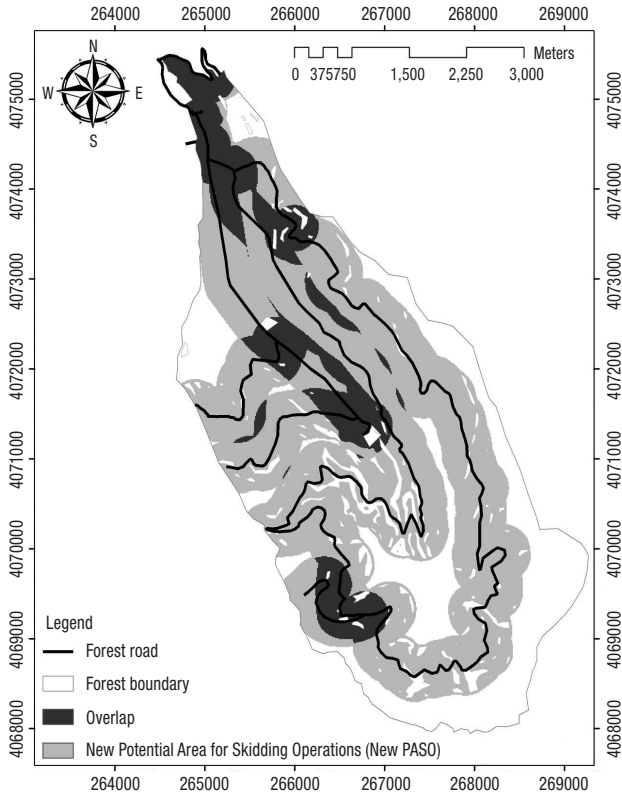 264000 265000 266000 267000 268000 269000
N
W E
S
Meters
0 375750 1,500 2,250 3,000
4075000 4075000
4074000 4074000
4073000 4073000
4072000 4072000
4071000 4071000
4070000 4070000
4069000 4069000
4068000 4068000
Legend
Forest road
Forest boundary
Overlap
New Potential Area for Skidding Operations (New PASO)
264000 265000 266000 267000 268000 269000